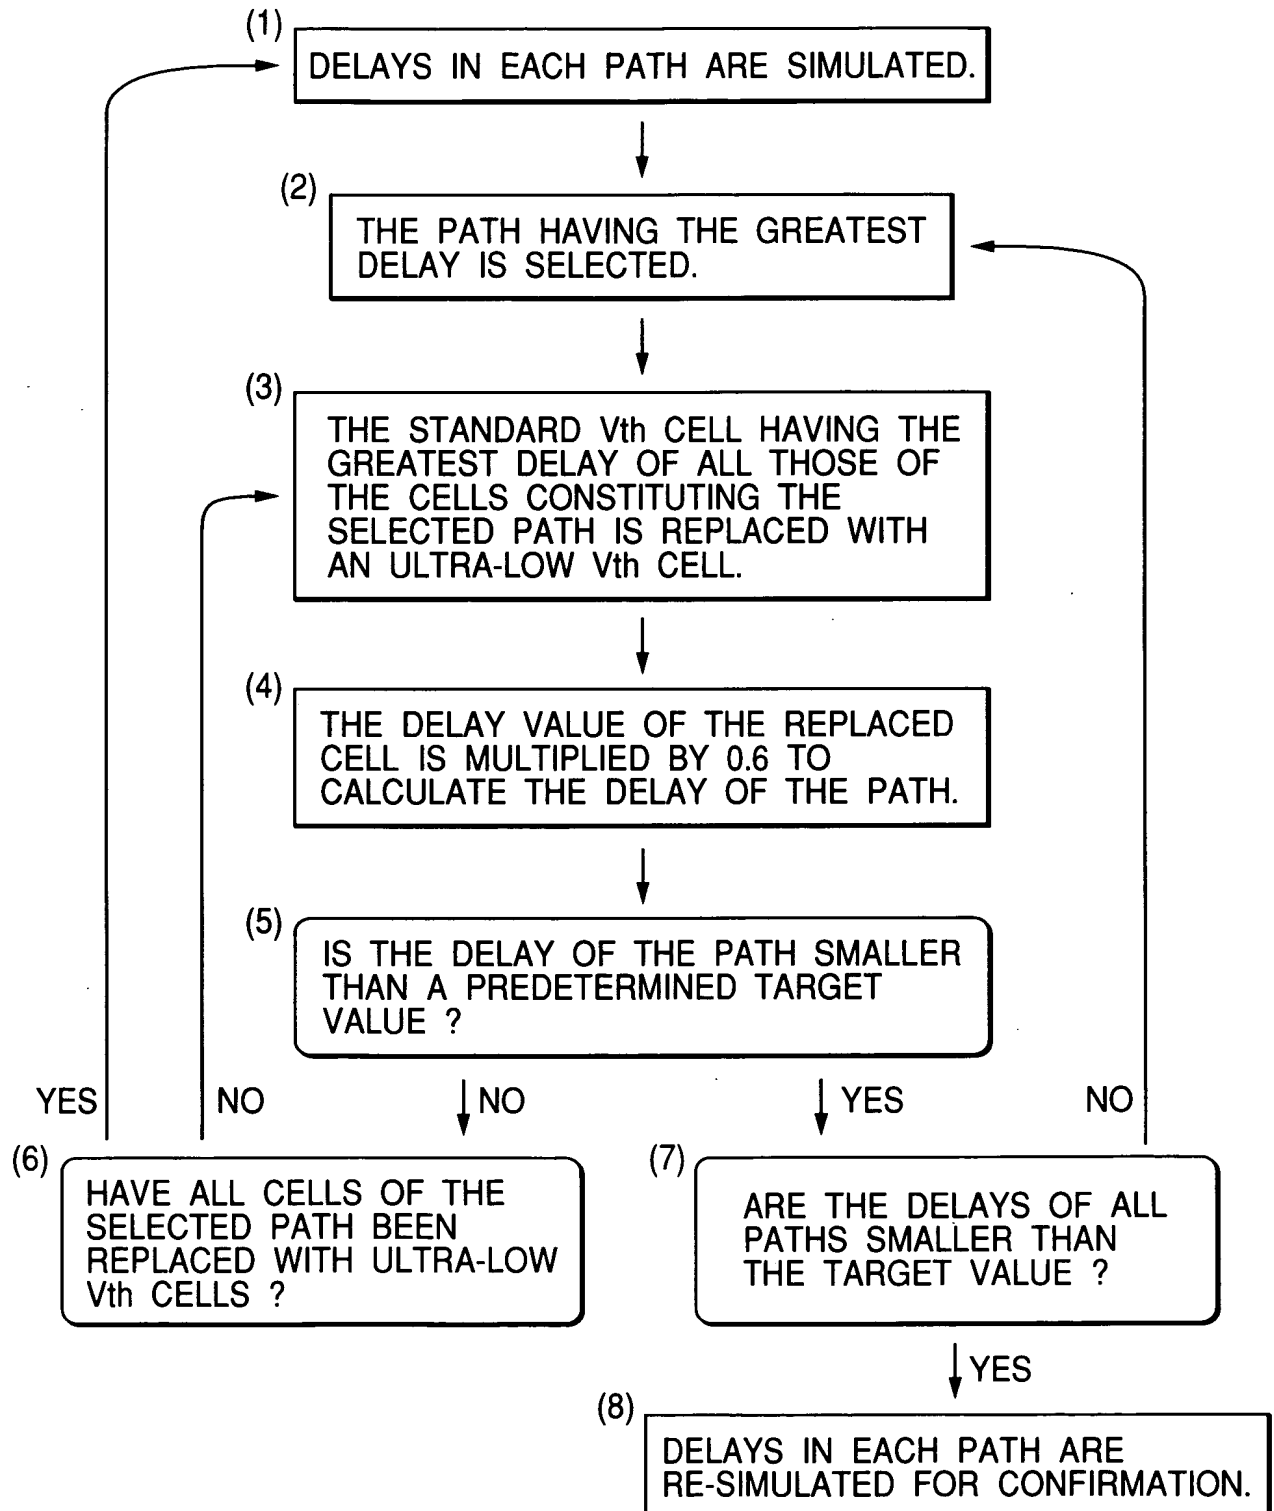 (1)
DELAYS IN EACH PATH ARE SIMULATED.
(2)
THE PATH HAVING THE GREATEST
DELAY IS SELECTED.
(3)
THE STANDARD Vth CELL HAVING THE
GREATEST DELAY OF ALL THOSE OF
THE CELLS CONSTITUTING THE
SELECTED PATH IS REPLACED WITH
AN ULTRA-LOW Vth CELL.
(4)
THE DELAY VALUE OF THE REPLACED
CELL IS MULTIPLIED BY 0.6 TO
CALCULATE THE DELAY OF THE PATH.
(5)
IS THE DELAY OF THE PATH SMALLER
THAN A PREDETERMINED TARGET
VALUE ?
YES
NO
NO
YES
NO
(6)
HAVE ALL CELLS OF THE
SELECTED PATH BEEN
REPLACED WITH ULTRA-LOW
Vth CELLS ?
(7)
ARE THE DELAYS OF ALL
PATHS SMALLER THAN
THE TARGET VALUE ?
YES
(8)
DELAYS IN EACH PATH ARE
RE-SIMULATED FOR CONFIRMATION.